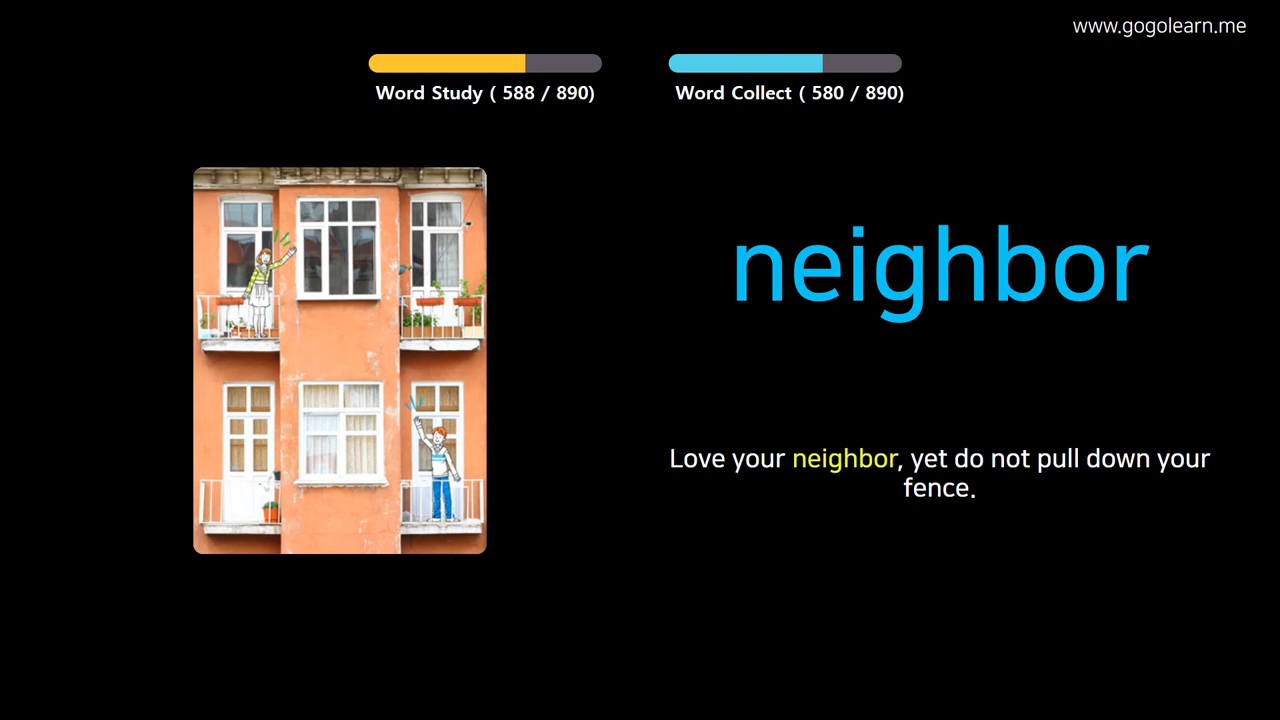 www.gogolearn.me
Word Study ( 588 / 890)
Word Collect ( 580 / 890)
neighbor
Love your neighbor, yet do not pull down your
fence.